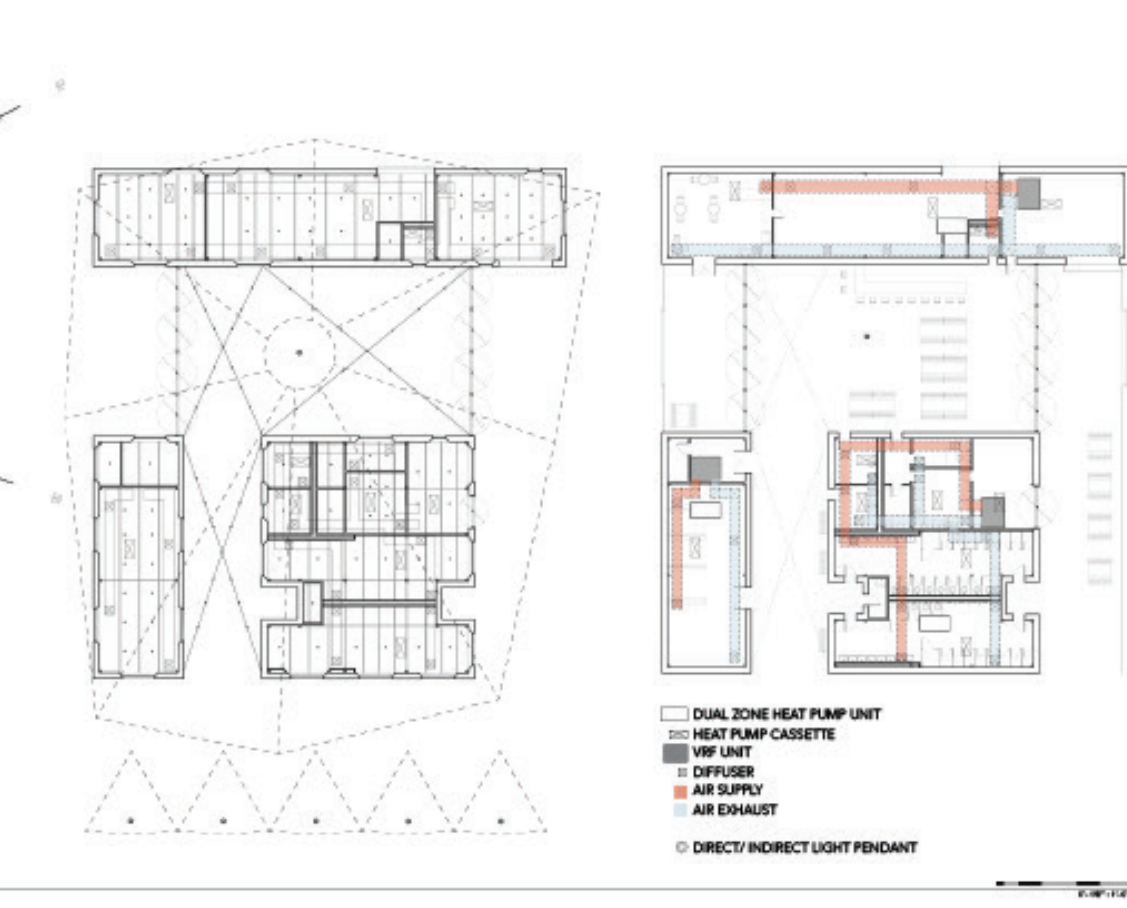 DUAL ZONE HEAT PUMP UNIT
HEAT PUMP CASSETTE
VRF UNIT
DIFFUSER
AIR SUPPLY
AIR EXHAUST
DIRECT/ INDIRECT LIGHT PENDANT